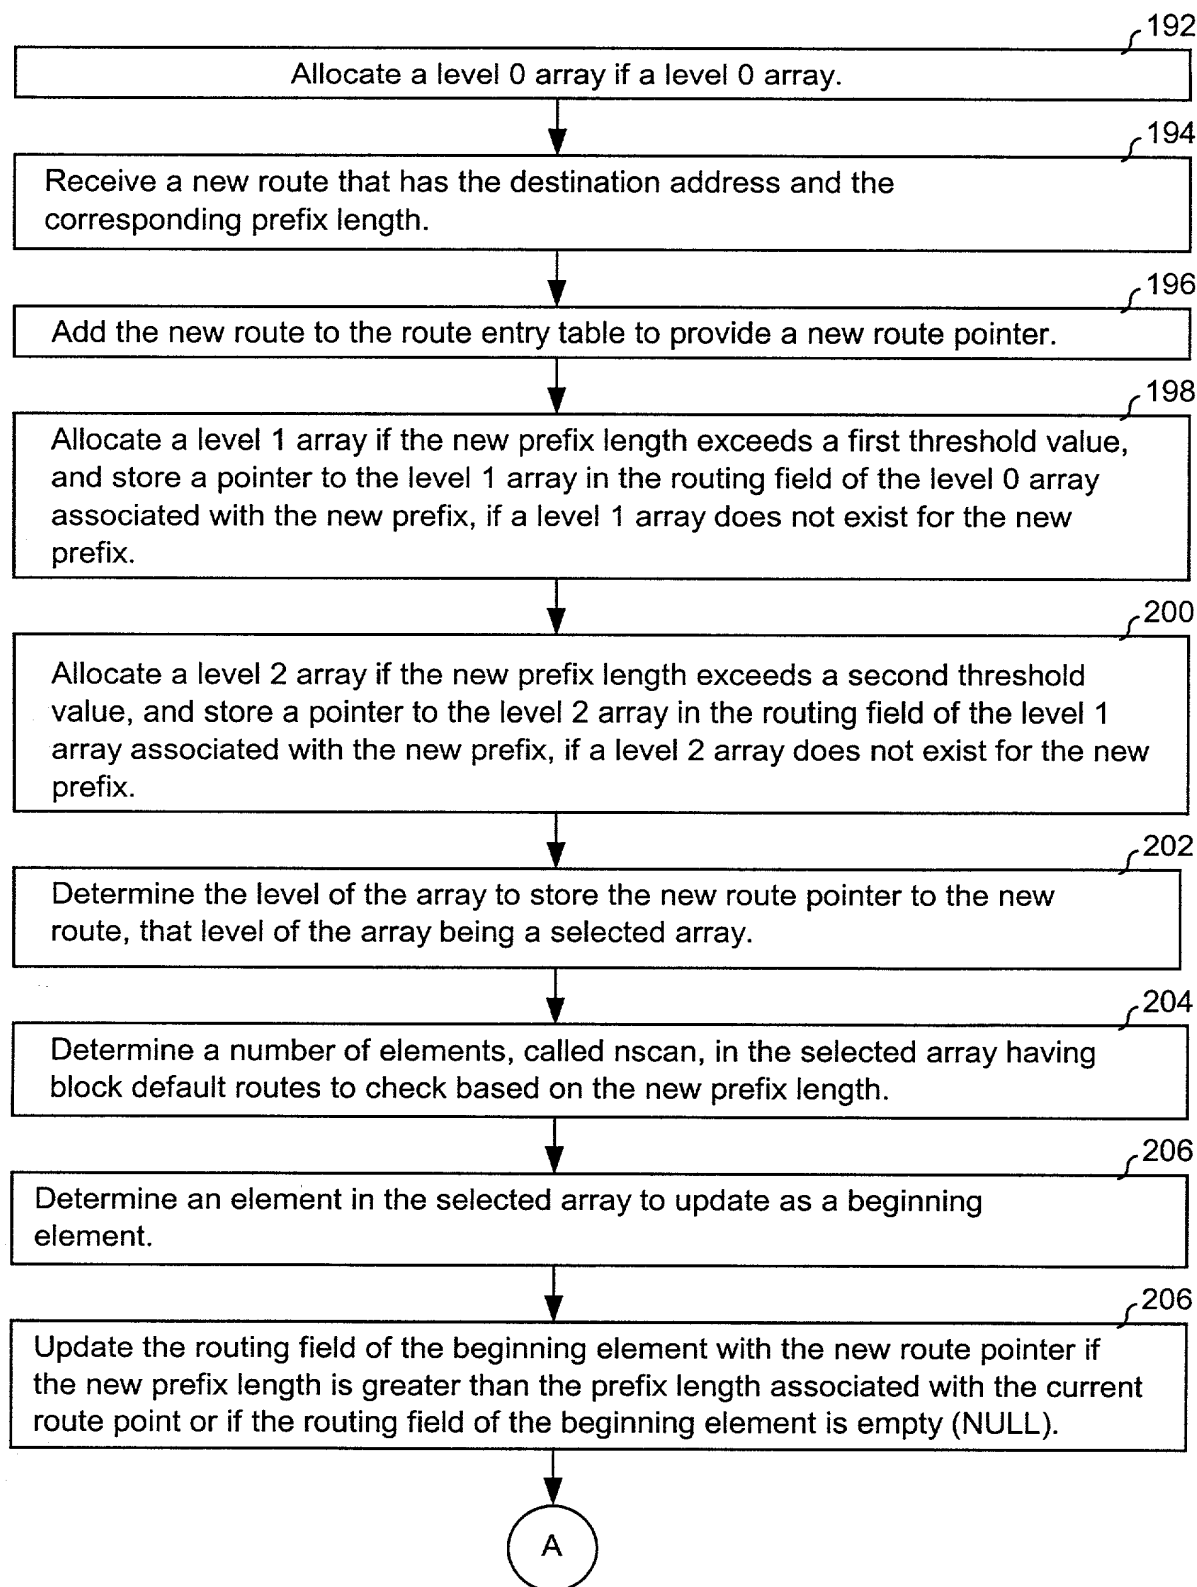 192
Allocate a level 0 array if a level 0 array.
194
Receive a new route that has the destination address and the
corresponding prefix length.
196
Add the new route to the route entry table to provide a new route pointer.
198
Allocate a level 1 array if the new prefix length exceeds a first threshold value,
and store a pointer to the level 1 array in the routing field of the level 0 array
associated with the new prefix, if a level 1 array does not exist for the new
prefix.
200
Allocate a level 2 array if the new prefix length exceeds a second threshold
value, and store a pointer to the level 2 array in the routing field of the level 1
array associated with the new prefix, if a level 2 array does not exist for the new
prefix.
202
Determine the level of the array to store the new route pointer to the new
route, that level of the array being a selected array.
204
Determine a number of elements, called nscan, in the selected array having
block default routes to check based on the new prefix length.
206
Determine an element in the selected array to update as a beginning
element.
206
Update the routing field of the beginning element with the new route pointer if
the new prefix length is greater than the prefix length associated with the current
route point or if the routing field of the beginning element is empty (NULL).
A